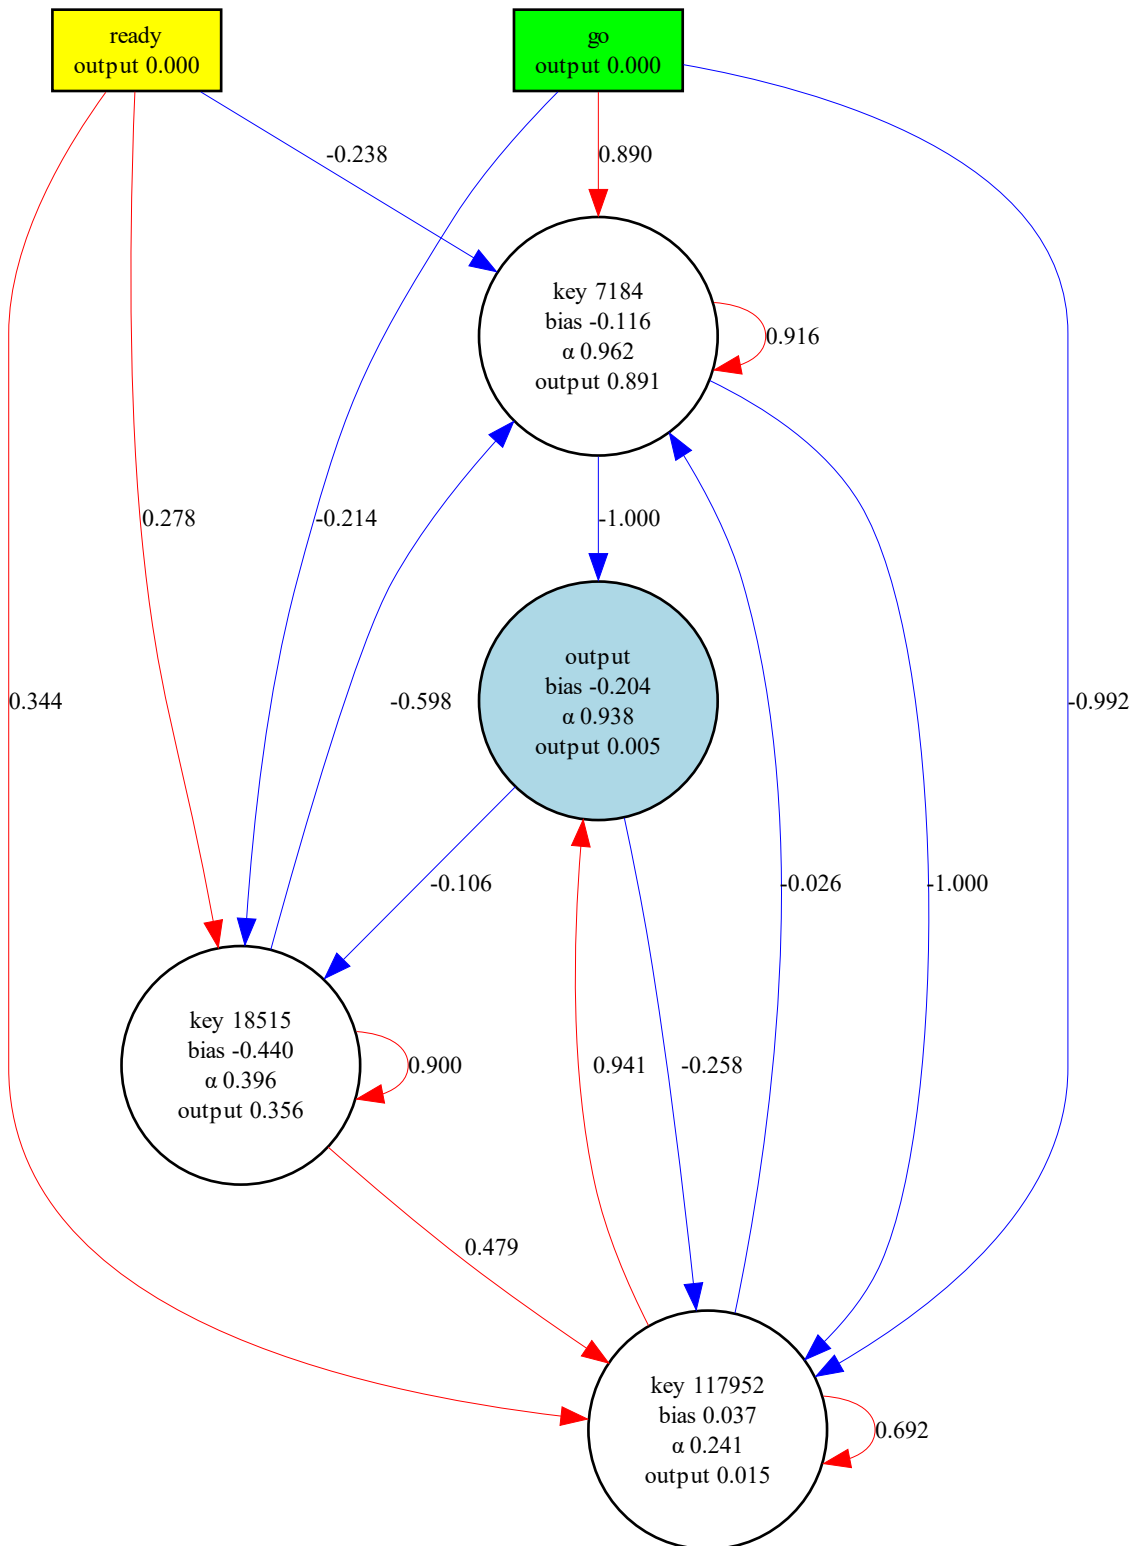 ready
output 0.000
go
output 0.000
-0.238
0.890
key 7184
bias -0.116
α 0.962
output 0.891
0.916
0.278
-0.214
-1.000
0.344
-0.598
output
bias -0.204
α 0.938
output 0.005
-0.992
-0.106
-0.026
-1.000
key 18515
bias -0.440
α 0.396
output 0.356
0.900
0.941
-0.258
0.479
key 117952
bias 0.037
α 0.241
output 0.015
0.692